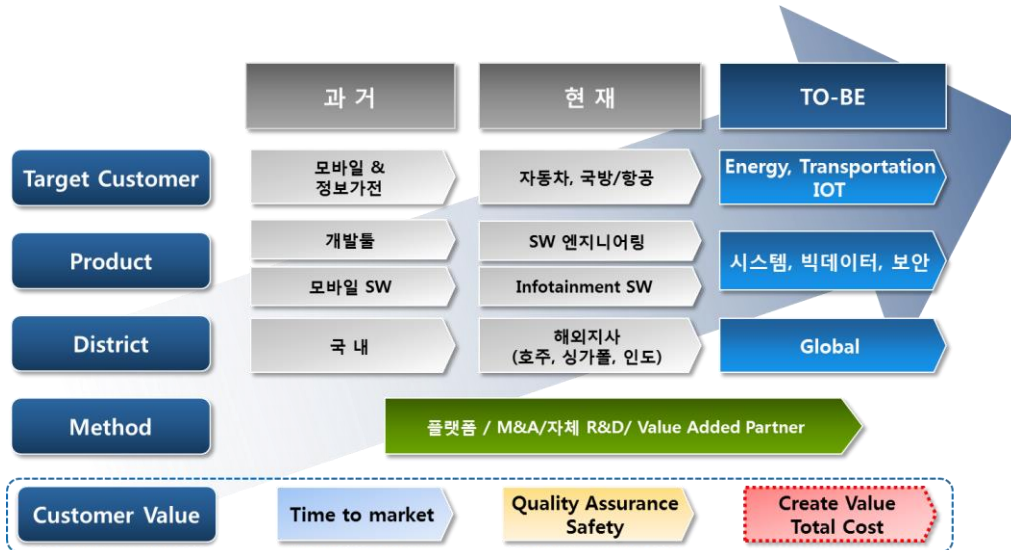 과 거
현 재
TO-BE
Target Customer
모바일 &
정보가전
자동차, 국방/항공
Energy, Transportation
IOT
Product
개발툴
SW 엔지니어링
시스템, 빅데이터, 보안
모바일 SW
Infotainment SW
District
국 내
해외지사
(호주, 싱가폴, 인도)
Global
Method
플랫폼 / M&A/자체 R&D/ Value Added Partner
Customer Value
Time to market
Quality Assurance
Safety
Create Value
Total Cost